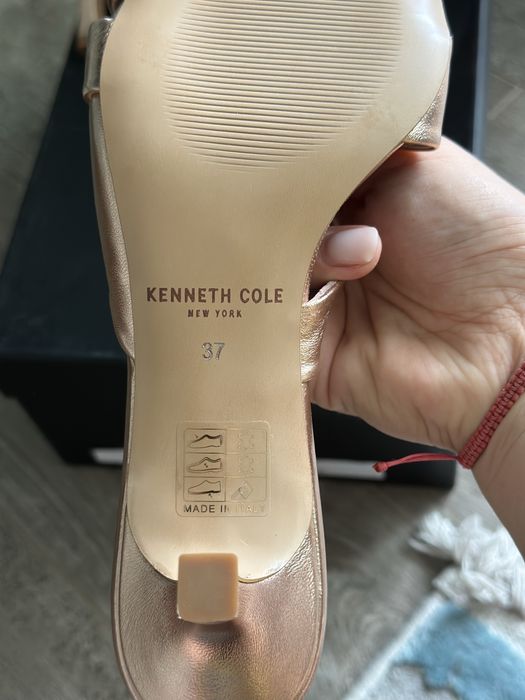 KENNETH COLE
NEW YORK
37
MADE IN ITALY